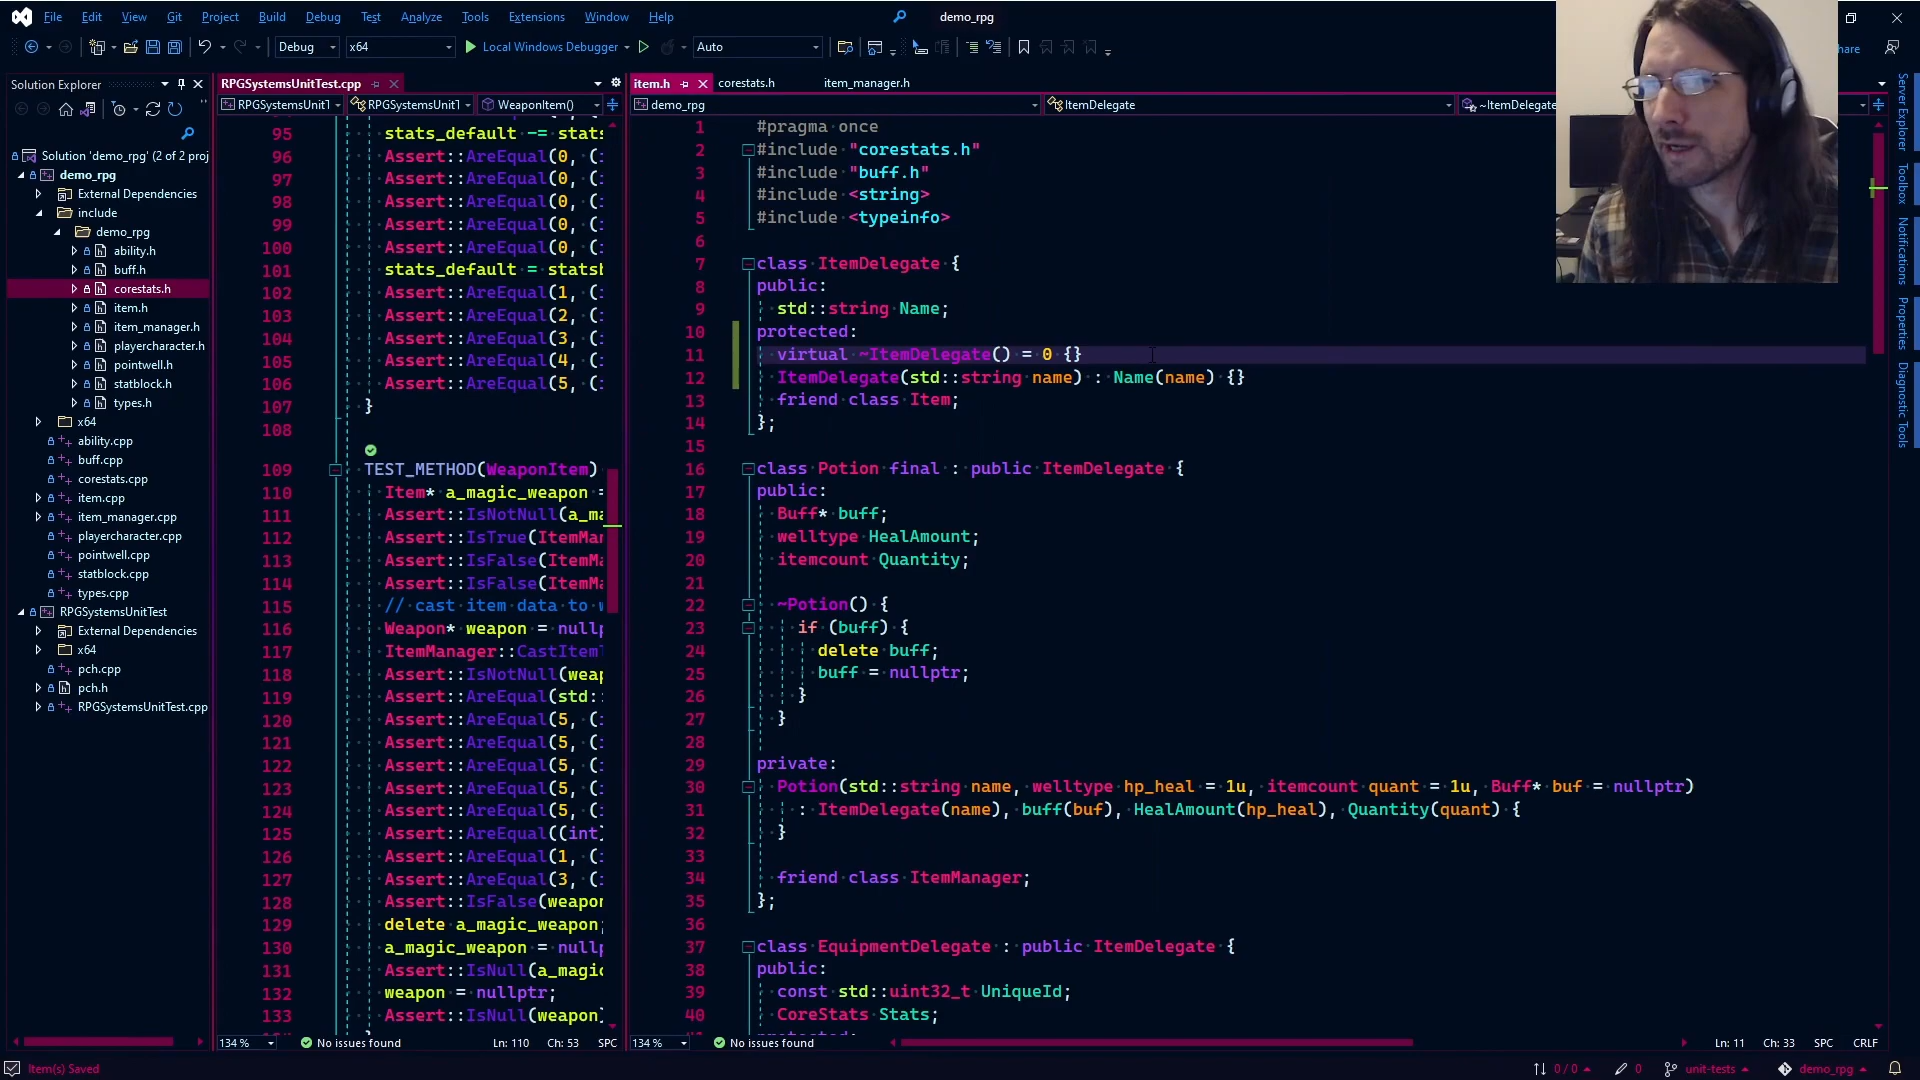 File Edit View Git Project Build Debug Test Analyze Tools Extensions Window Help demo_rpg
Debug x64 Local Windows Debugger Auto
Solution Explorer
Solution 'demo_rpg' (2 of 2 proj
demo_rpg
External Dependencies
include
demo_rpg
ability.h
buff.h
corestats.h
item.h
item_manager.h
playercharacter.h
pointwell.h
statblock.h
types.h
x64
ability.cpp
buff.cpp
corestats.cpp
item.cpp
item_manager.cpp
playercharacter.cpp
pointwell.cpp
statblock.cpp
types.cpp
RPGSystemsUnitTest
External Dependencies
x64
pch.cpp
pch.h
RPGSystemsUnitTest.cpp
RPGSystemsUnitTest.cpp
RPGSystemsUnitT RPGSystemsUnitT WeaponItem()
95 stats_default -= stats
96 Assert::AreEqual(0, (
97 Assert::AreEqual(0, (
98 Assert::AreEqual(0, (
99 Assert::AreEqual(0, (
100 Assert::AreEqual(0, (
101 stats_default = statsb
102 Assert::AreEqual(1, (
103 Assert::AreEqual(2, (
104 Assert::AreEqual(3, (
105 Assert::AreEqual(4, (
106 Assert::AreEqual(5, (
107 }
108
109 TEST_METHOD(WeaponItem)
110 Item* a_magic_weapon =
111 Assert::IsNotNull(a_ma
112 Assert::IsTrue(ItemMan
113 Assert::IsFalse(ItemMa
114 Assert::IsFalse(ItemMa
115 // cast item data to w
116 Weapon* weapon = nullp
117 ItemManager::CastItemT
118 Assert::IsNotNull(weap
119 Assert::AreEqual(std::
120 Assert::AreEqual(5, (
121 Assert::AreEqual(5, (
122 Assert::AreEqual(5, (
123 Assert::AreEqual(5, (
124 Assert::AreEqual(5, (
125 Assert::AreEqual((int)
126 Assert::AreEqual(1, (
127 Assert::AreEqual(3, (
128 Assert::IsFalse(weapon
129 delete a_magic_weapon;
130 a_magic_weapon = nullp
131 Assert::IsNull(a_magic
132 weapon = nullptr;
133 Assert::IsNull(weapon)
134 % No issues found Ln: 110 Ch: 53 SPC
item.h corestats.h item_manager.h
demo_rpg ItemDelegate ~ItemDelegate
1 #pragma once
2 #include "corestats.h"
3 #include "buff.h"
4 #include <string>
5 #include <typeinfo>
6
7 class ItemDelegate {
8 public:
9 std::string Name;
10 protected:
11 virtual ~ItemDelegate() = 0 {}
12 ItemDelegate(std::string name) : Name(name) {}
13 friend class Item;
14 };
15
16 class Potion final : public ItemDelegate {
17 public:
18 Buff* buff;
19 welltype HealAmount;
20 itemcount Quantity;
21
22 ~Potion() {
23 if (buff) {
24 delete buff;
25 buff = nullptr;
26 }
27 }
28
29 private:
30 Potion(std::string name, welltype hp_heal = 1u, itemcount quant = 1u, Buff* buf = nullptr)
31 : ItemDelegate(name), buff(buf), HealAmount(hp_heal), Quantity(quant) {
32 }
33
34 friend class ItemManager;
35 };
36
37 class EquipmentDelegate : public ItemDelegate {
38 public:
39 const std::uint32_t UniqueId;
40 CoreStats Stats;
134 % No issues found Ln: 11 Ch: 33 SPC CRLF
Server Explorer
Toolbox
Notifications
Properties
Diagnostic Tools
Item(s) Saved 0 / 0 0 unit-tests demo_rpg